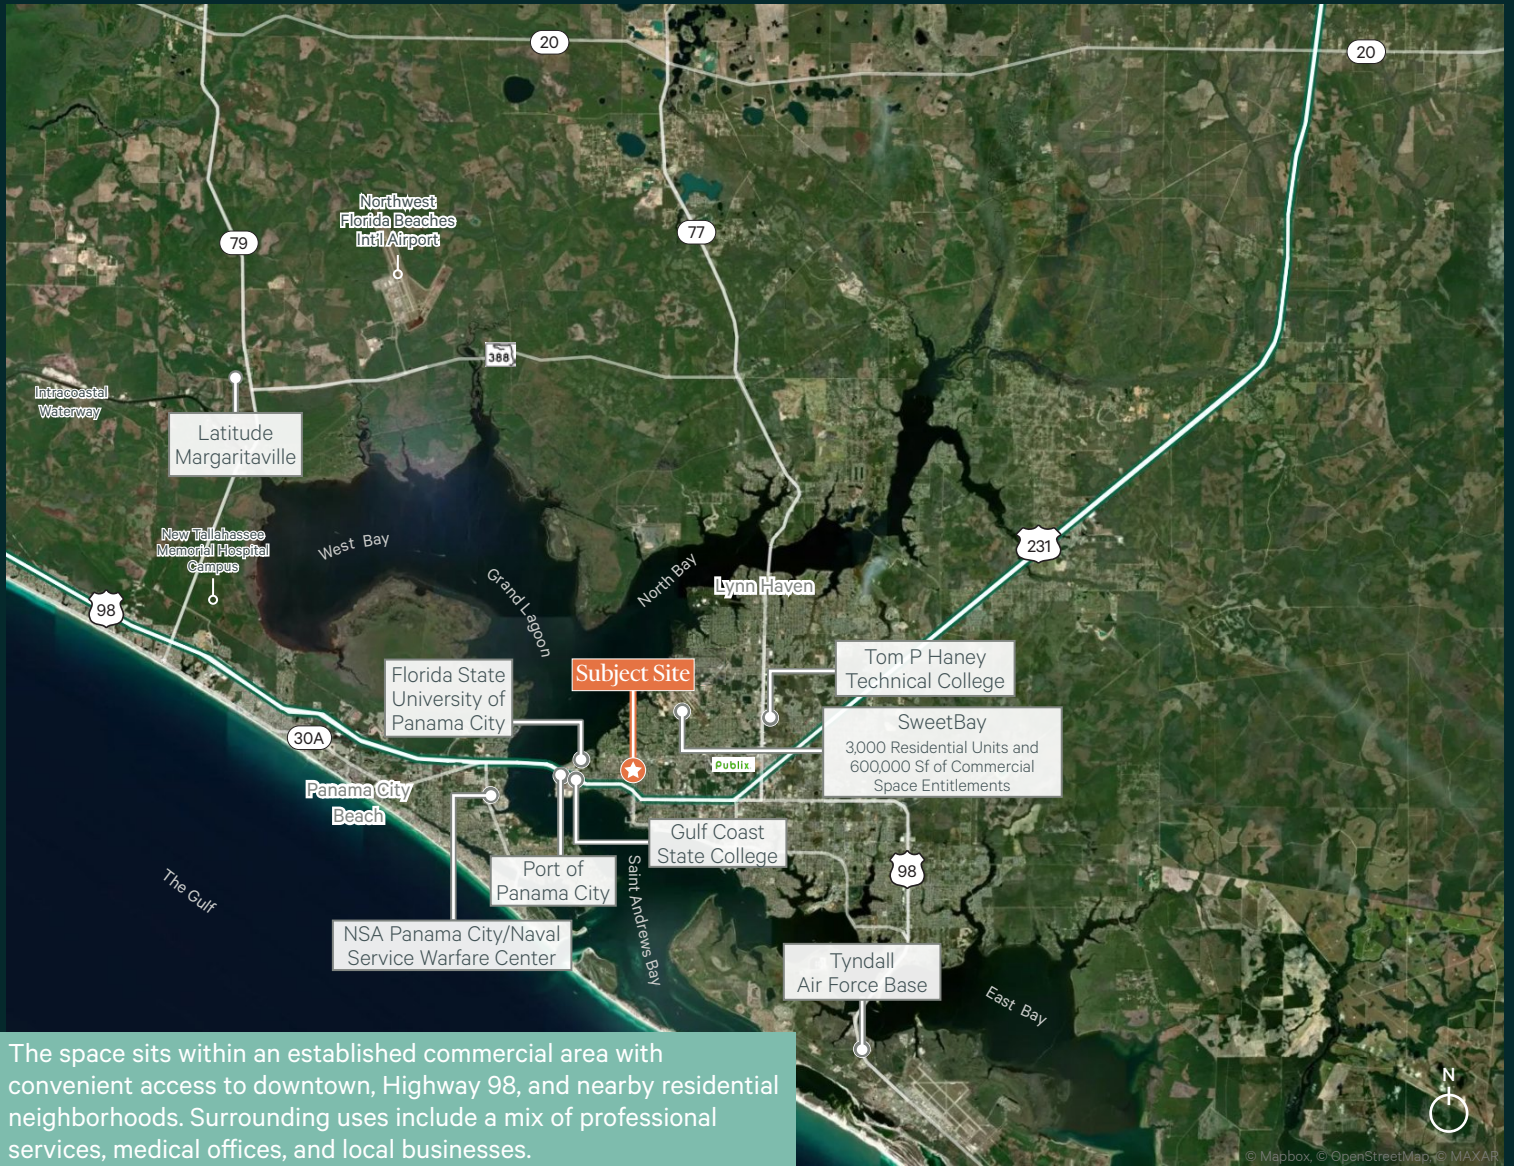 20
20
Northwest
Florida Beaches
Int'l Airport
79
77
388
Intracoastal
Waterway
Latitude
Margaritaville
New Tallahassee
Memorial Hospital
Campus
West Bay
Grand Lagoon
North Bay
Lynn Haven
231
98
Florida State
University of
Panama City
Subject Site
Tom P Haney
Technical College
SweetBay
3,000 Residential Units and
600,000 Sf of Commercial
Space Entitlements
30A
Publix.
Panama City
Beach
Gulf Coast
State College
Port of
Panama City
98
The Gulf
Saint Andrews Bay
NSA Panama City/Naval
Service Warfare Center
Tyndall
Air Force Base
East Bay
The space sits within an established commercial area with
convenient access to downtown, Highway 98, and nearby residential
neighborhoods. Surrounding uses include a mix of professional
services, medical offices, and local businesses.
N
© Mapbox, © OpenStreetMap, © MAXAR